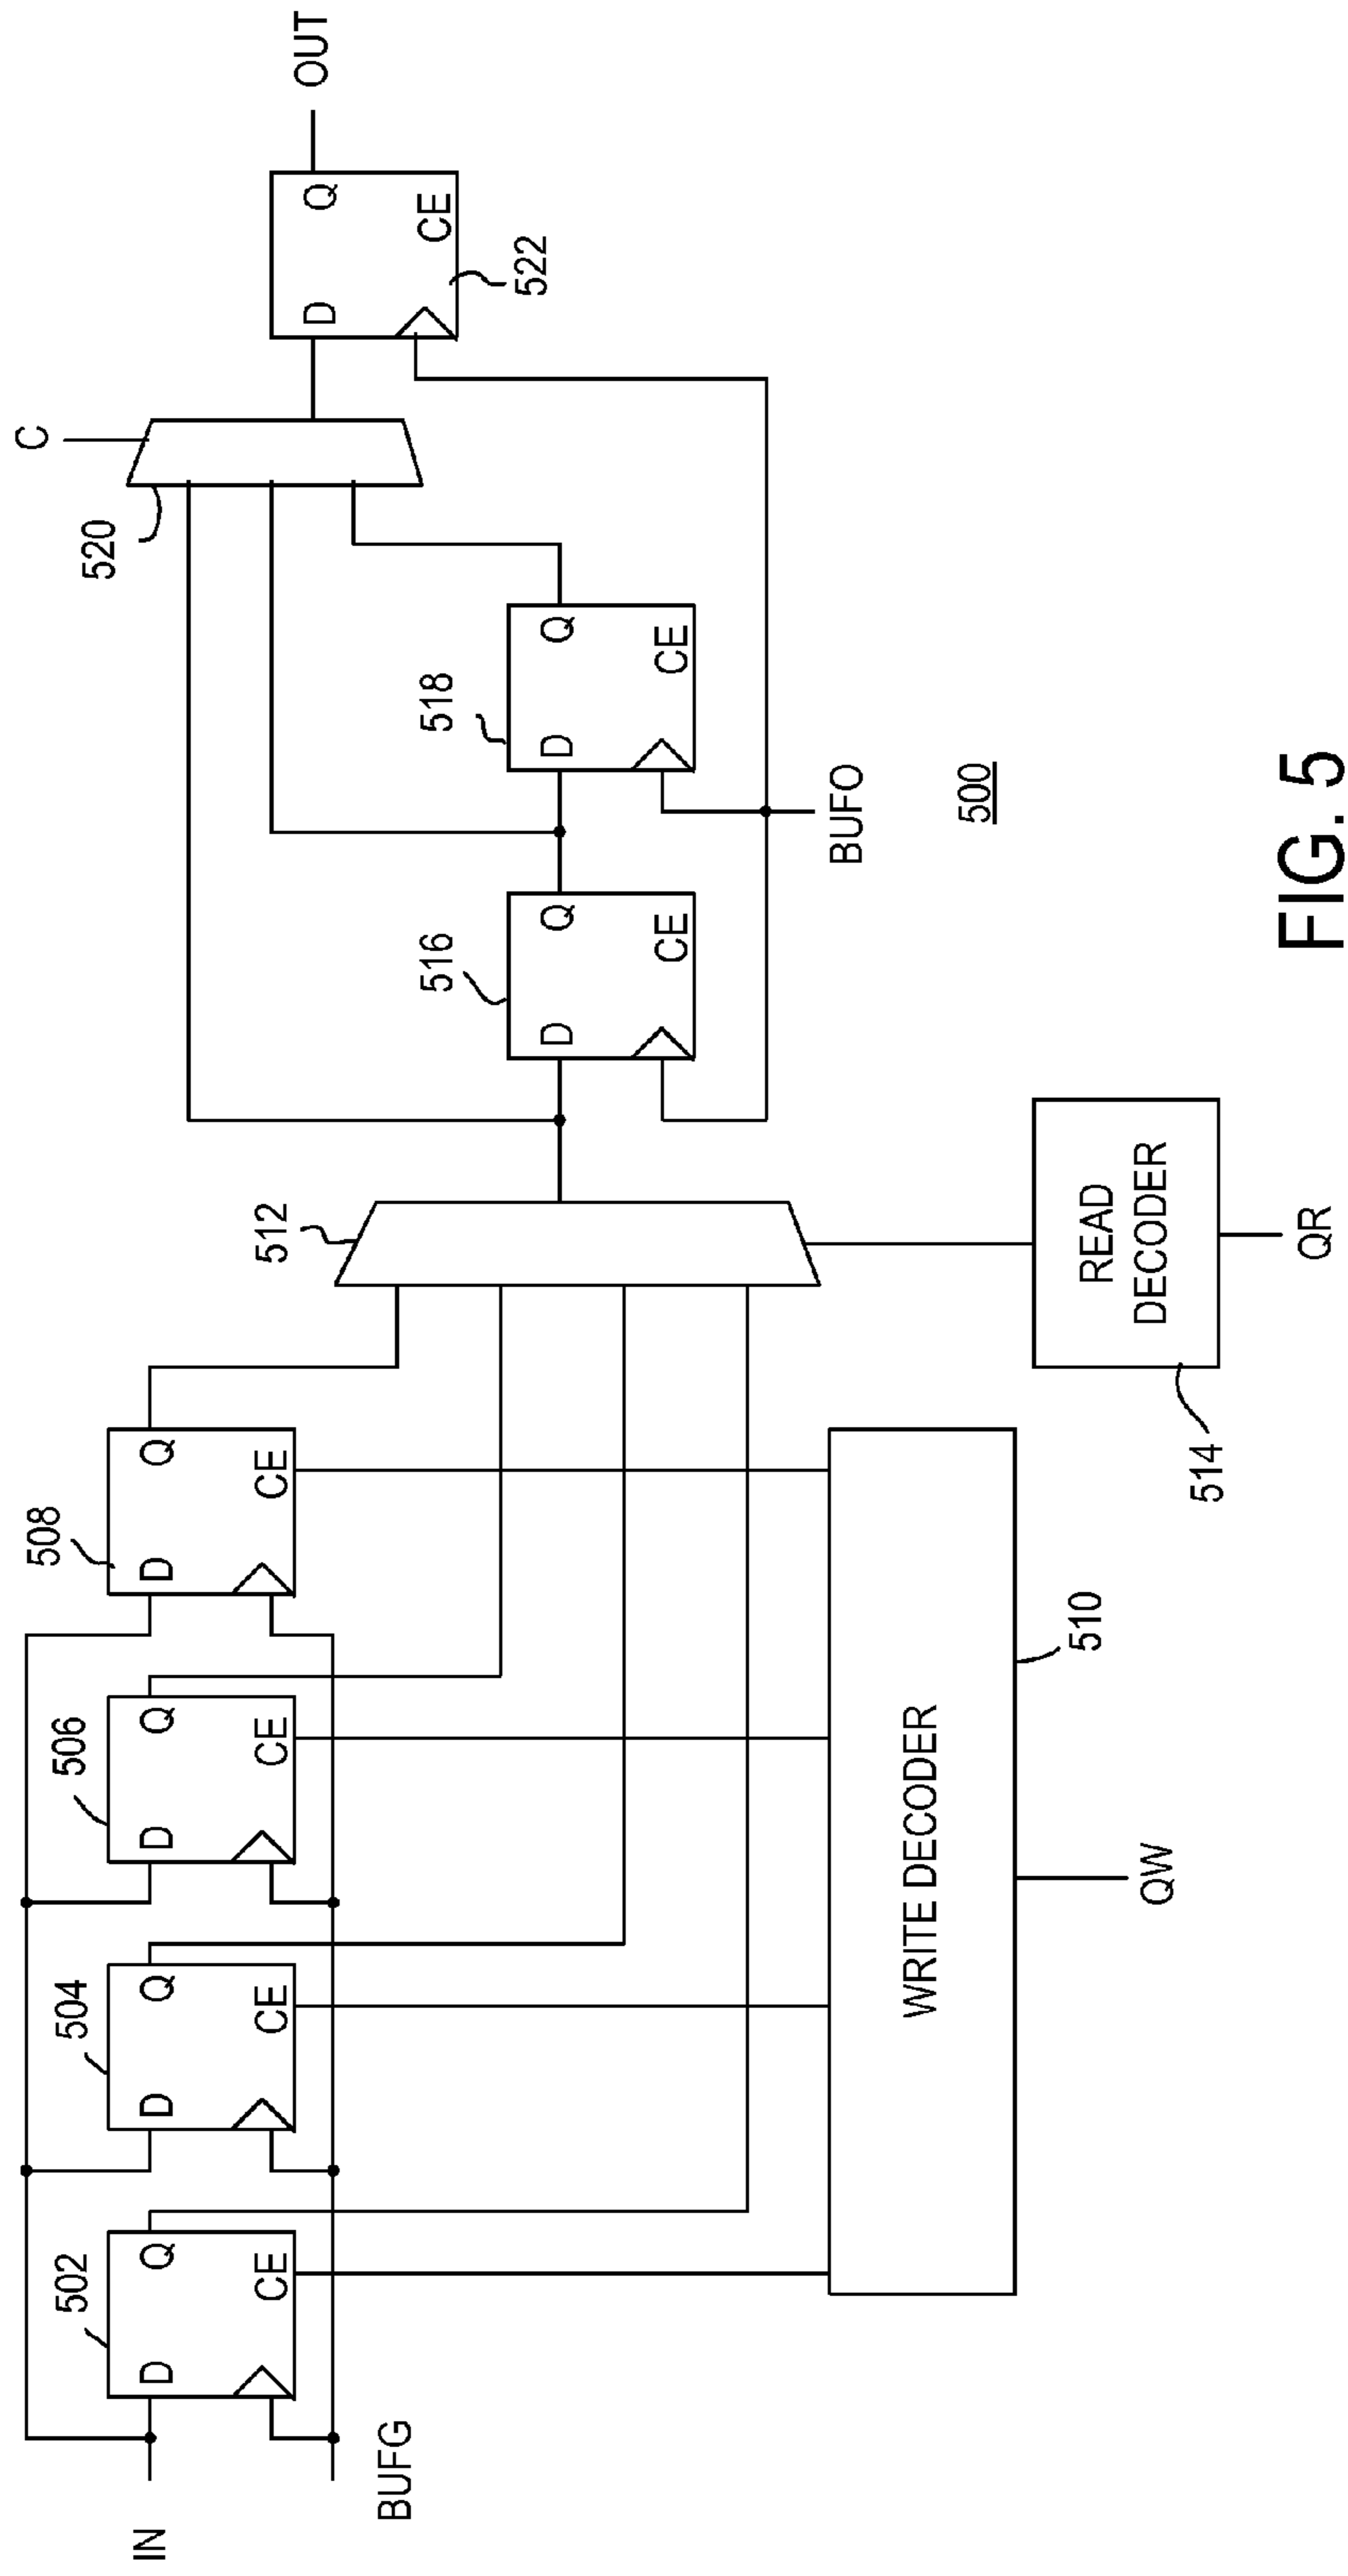 C
520
D
Q
CE
522
OUT
502
504
506
508
D
Q
CE
D
Q
CE
D
Q
CE
D
Q
CE
IN
BUFG
512
516
518
D
Q
CE
D
Q
CE
BUFO
WRITE DECODER
510
QW
READ
DECODER
514
QR
500
FIG. 5